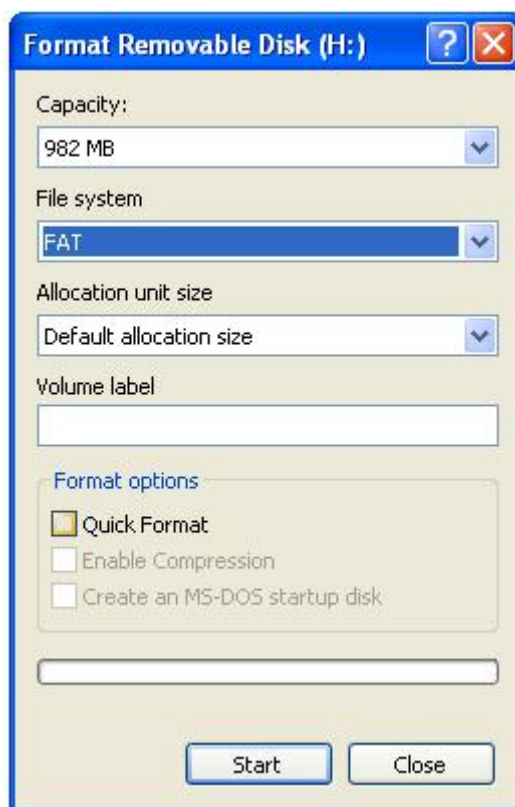 Format Removable Disk (H:)
Capacity:
982 MB
File system
FAT
Allocation unit size
Default allocation size
Volume label
Format options
Quick Format
Enable Compression
Create an MS-DOS startup disk
Start Close